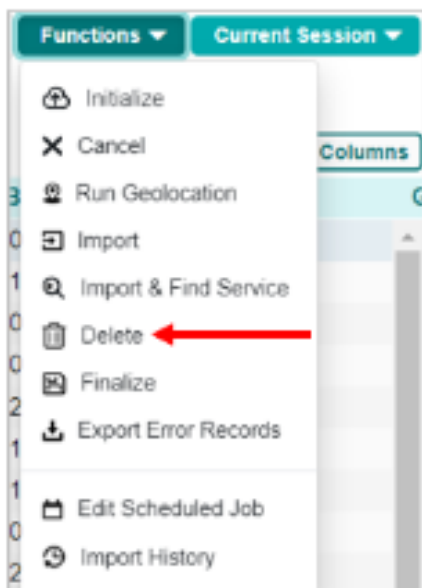 Functions Current Session
Initialize
Cancel
Columns
Run Geolocation
Import
Import & Find Service
Delete
Finalize
Export Error Records
Edit Scheduled Job
Import History